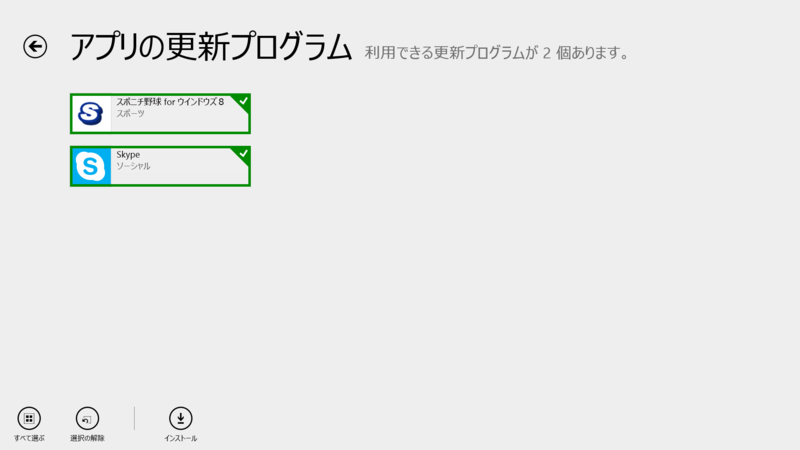 アプリの更新プログラム 利用できる更新プログラムが 2 個あります。
スポニチ野球 for ウインドウズ 8
スポーツ
Skype
ソーシャル
すべて選ぶ 選択の解除 インストール